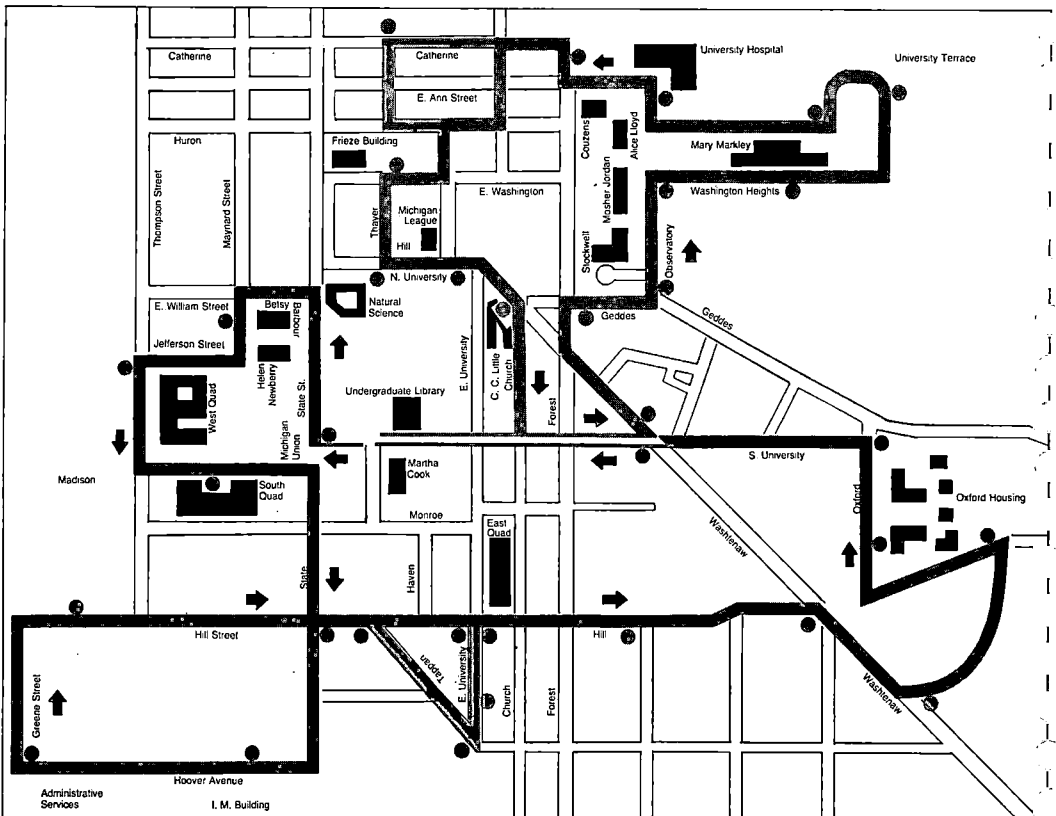 Catherine
Catherine
University Hospital
University Terrace
E. Ann Street
Huron
Frieze Building
Couzens
Alice Lloyd
Mary Markley
Thompson Street
Maynard Street
E. Washington
Mosher Jordan
Washington Heights
Thayer
Michigan
League
Hill
Stockwell
Observatory
N. University
E. William Street
Betsy
Barbour
Natural
Science
Geddes
Geddes
Jefferson Street
Helen
Newberry
State St.
E. University
C. C. Little
Church
Undergraduate Library
Forest
West Quad
Michigan
Union
Martha
Cook
S. University
Madison
South
Quad
Monroe
East
Quad
Oxford
Oxford Housing
Washtenaw
State
Haven
Hill Street
Hill
Tappan
E. University
Church
Forest
Washtenaw
Greene Street
Hoover Avenue
Administrative
Services
I. M. Building